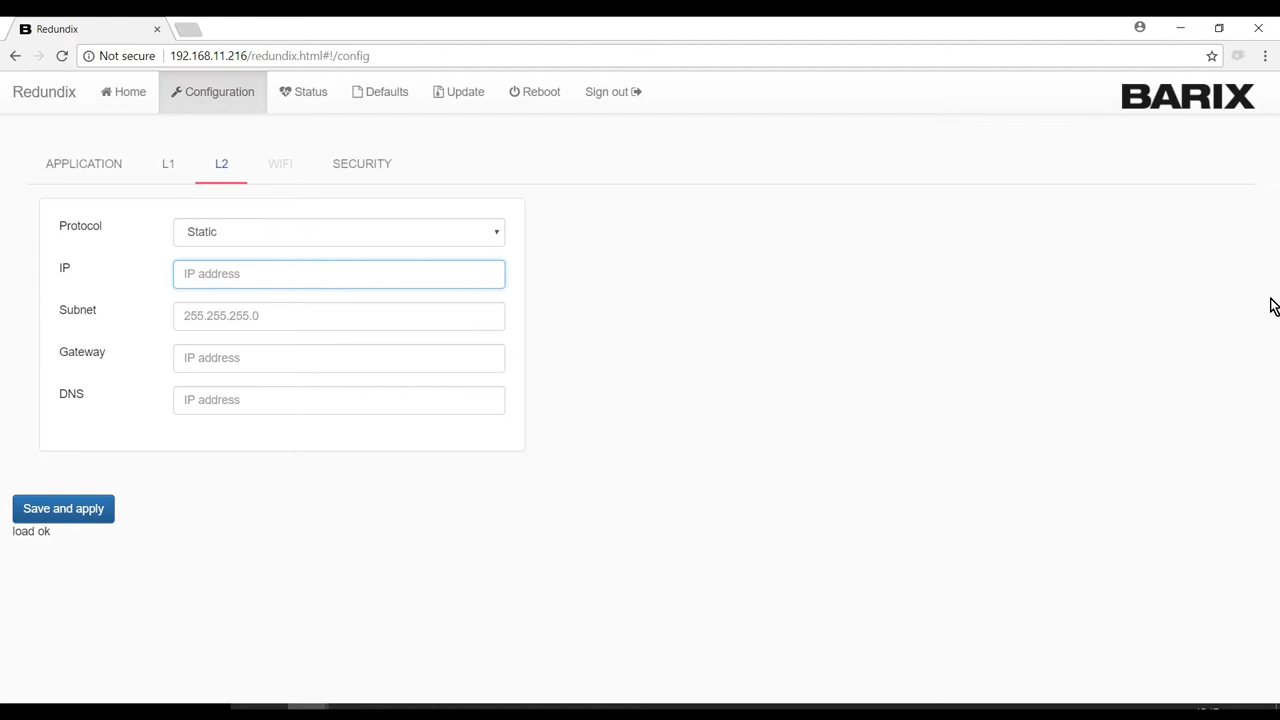 Redundix
Not secure 192.168.11.216/redundix.html#!/config
Redundix Home Configuration Status Defaults Update Reboot Sign out BARIX
APPLICATION L1 L2 WIFI SECURITY
Protocol Static
IP IP address
Subnet 255.255.255.0
Gateway IP address
DNS IP address
Save and apply
load ok